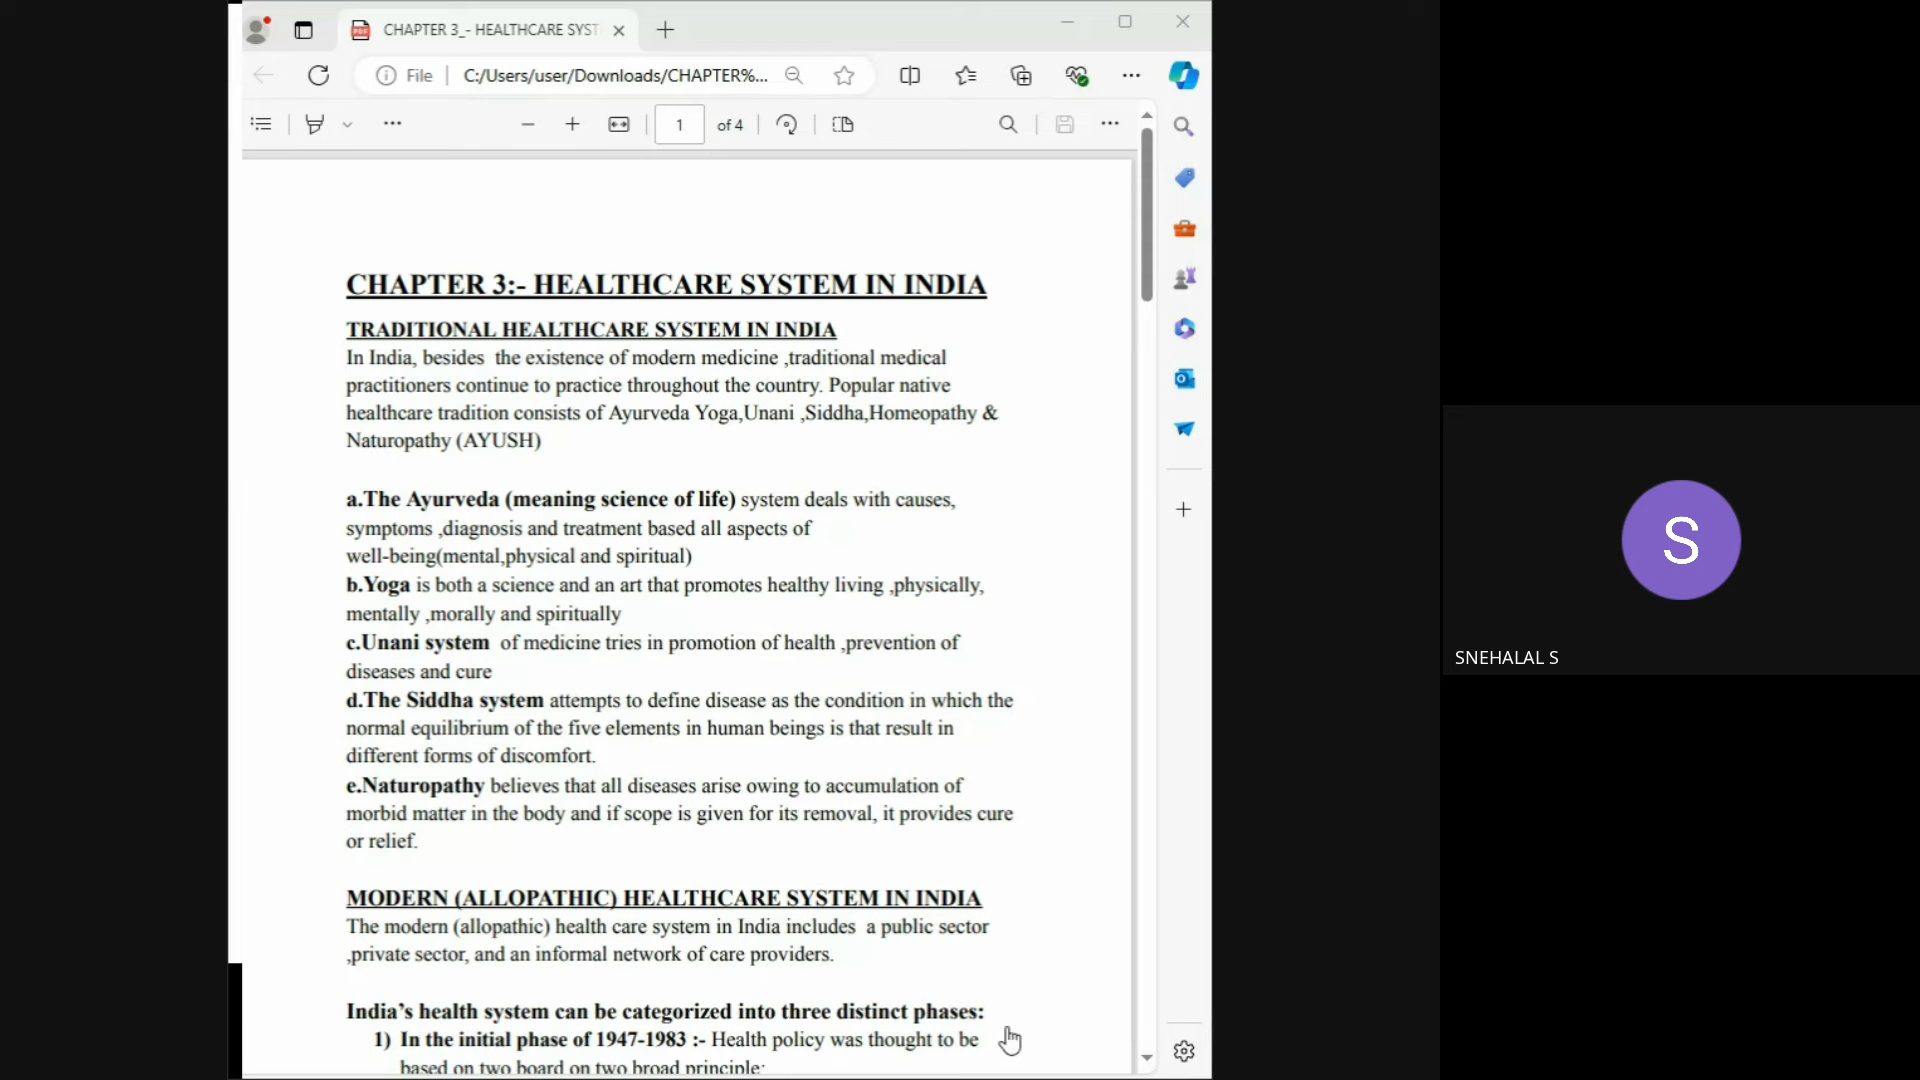 CHAPTER 3_- HEALTHCARE SYST
File
C:/Users/user/Downloads/CHAPTER%...
1 of 4
CHAPTER 3:- HEALTHCARE SYSTEM IN INDIA
TRADITIONAL HEALTHCARE SYSTEM IN INDIA
In India, besides the existence of modern medicine ,traditional medical
practitioners continue to practice throughout the country. Popular native
healthcare tradition consists of Ayurveda Yoga,Unani ,Siddha,Homeopathy &
Naturopathy (AYUSH)
a.The Ayurveda (meaning science of life) system deals with causes,
symptoms ,diagnosis and treatment based all aspects of
well-being(mental,physical and spiritual)
b.Yoga is both a science and an art that promotes healthy living ,physically,
mentally ,morally and spiritually
c.Unani system of medicine tries in promotion of health ,prevention of
diseases and cure
d.The Siddha system attempts to define disease as the condition in which the
normal equilibrium of the five elements in human beings is that result in
different forms of discomfort.
e.Naturopathy believes that all diseases arise owing to accumulation of
morbid matter in the body and if scope is given for its removal, it provides cure
or relief.
MODERN (ALLOPATHIC) HEALTHCARE SYSTEM IN INDIA
The modern (allopathic) health care system in India includes a public sector
,private sector, and an informal network of care providers.
India's health system can be categorized into three distinct phases:
1) In the initial phase of 1947-1983 :- Health policy was thought to be
based on two board on two broad principle:
S
SNEHALAL S